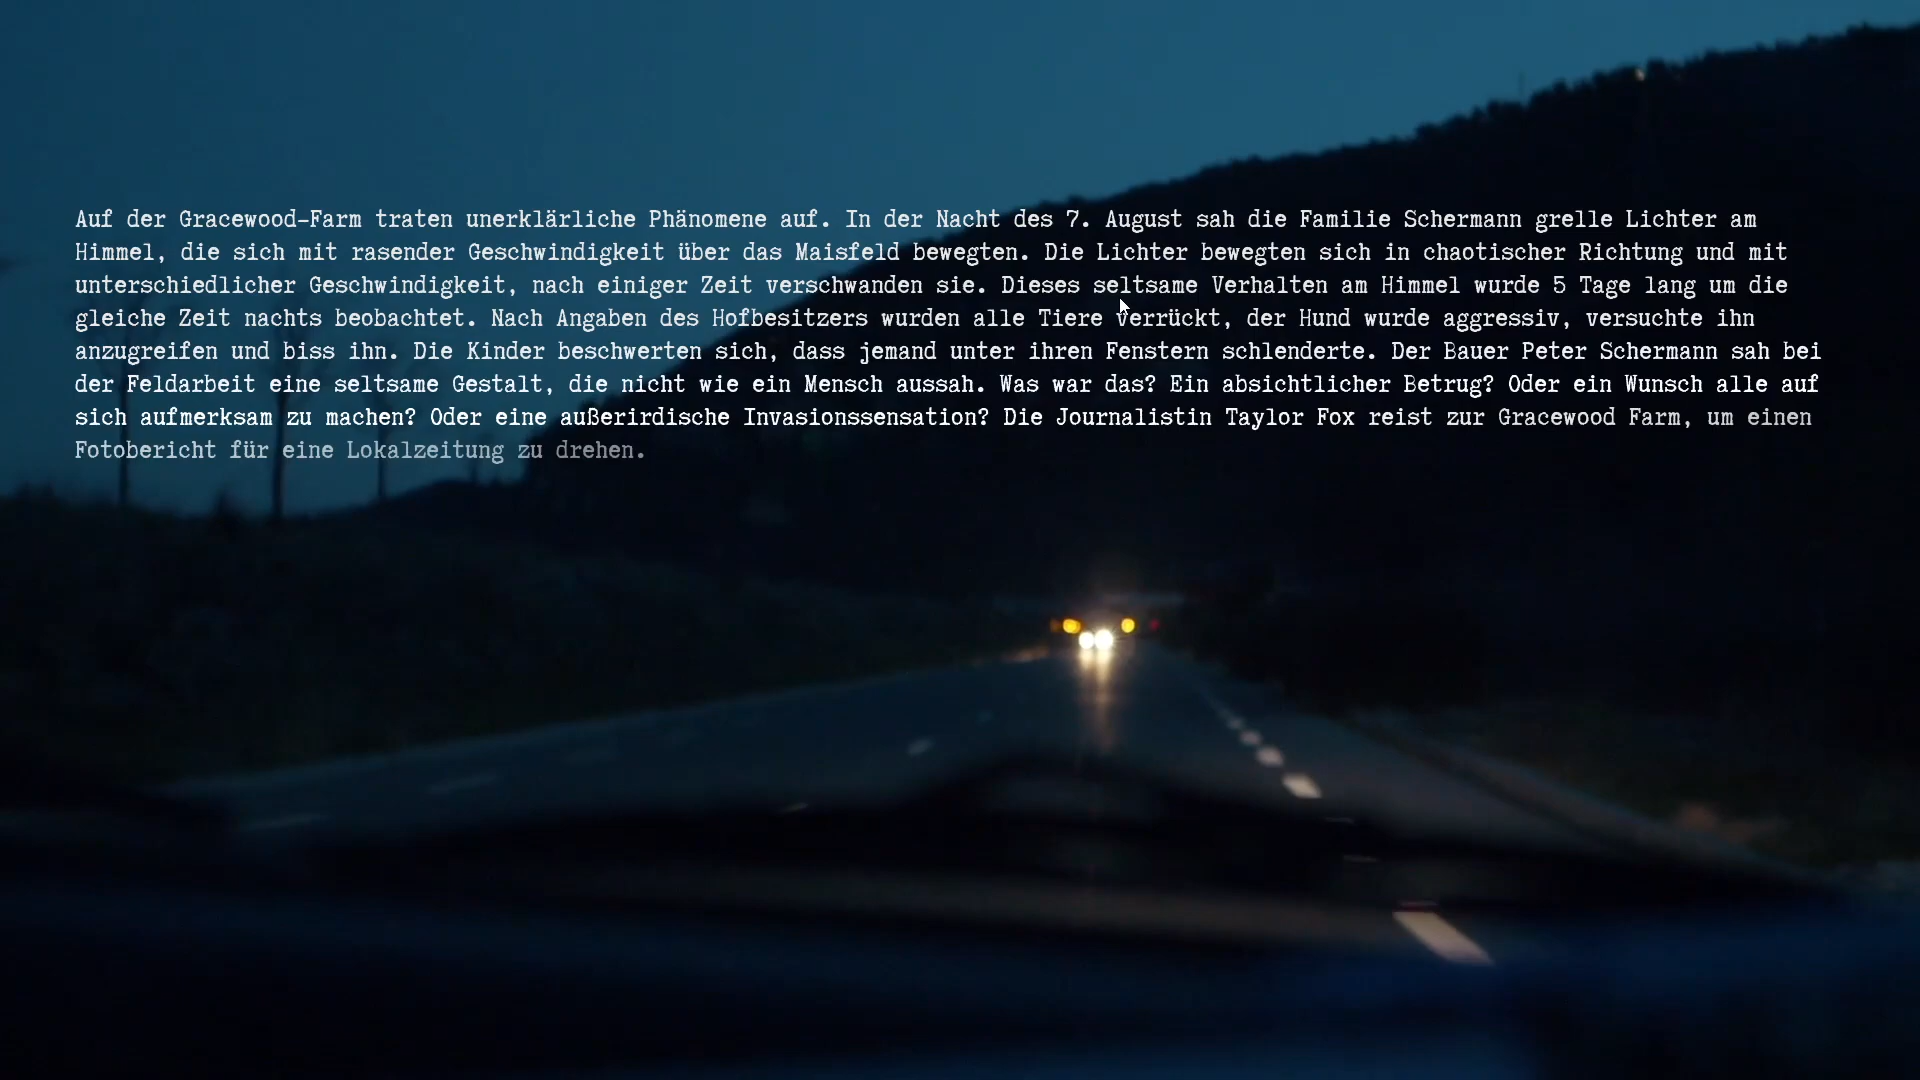 Auf der Gracewood-Farm traten unerklärliche Phänomene auf. In der Nacht des 7. August sah die Familie Schermann grelle Lichter am
Himmel, die sich mit rasender Geschwindigkeit über das Maisfeld bewegten. Die Lichter bewegten sich in chaotischer Richtung und mit
unterschiedlicher Geschwindigkeit, nach einiger Zeit verschwanden sie. Dieses seltsame Verhalten am Himmel wurde 5 Tage lang um die
gleiche Zeit nachts beobachtet. Nach Angaben des Hofbesitzers wurden alle Tiere verrückt, der Hund wurde aggressiv, versuchte ihn
anzugreifen und biss ihn. Die Kinder beschwerten sich, dass jemand unter ihren Fenstern schlenderte. Der Bauer Peter Schermann sah bei
der Feldarbeit eine seltsame Gestalt, die nicht wie ein Mensch aussah. Was war das? Ein absichtlicher Betrug? Oder ein Wunsch alle auf
sich aufmerksam zu machen? Oder eine außerirdische Invasionssensation? Die Journalistin Taylor Fox reist zur Gracewood Farm, um einen
Fotobericht für eine Lokalzeitung zu drehen.